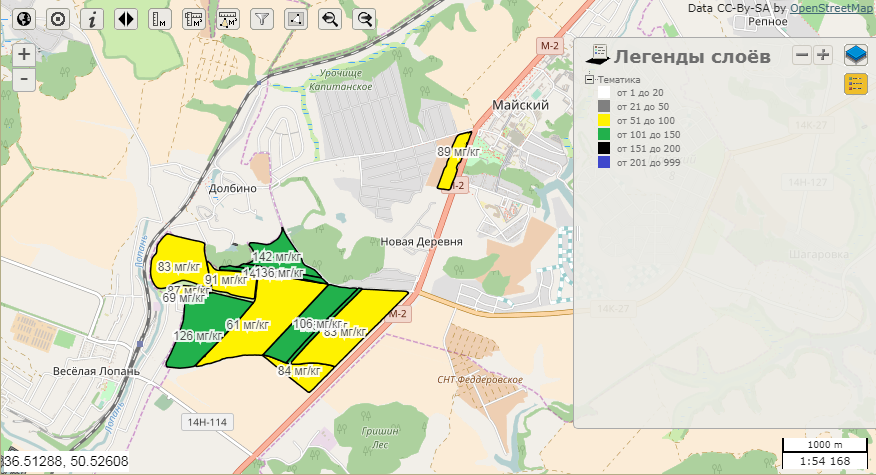 Data CC-By-SA by OpenStreetMap
Репное
М-2
Урочище
Капитанское
Легенды слоёв
Тематика
от 1 до 20
от 21 до 50
от 51 до 100
от 101 до 150
от 151 до 200
от 201 до 999
Майский
14К-27
89 мг/кг
М-2
14Н-127
Долбино
Новая Деревня
Лопань
Шагаровка
142 мг/кг
83 мг/кг
136 мг/кг
91 мг/кг
87 мг/кг
69 мг/кг
14К-27
М-2
126 мг/кг
61 мг/кг
106 мг/кг
83 мг/кг
84 мг/кг
Весёлая Лопань
СНТ Феддеровское
Лопань
14Н-114
Гришин
Лес
36.51288, 50.52608
1000 m
1:54 168